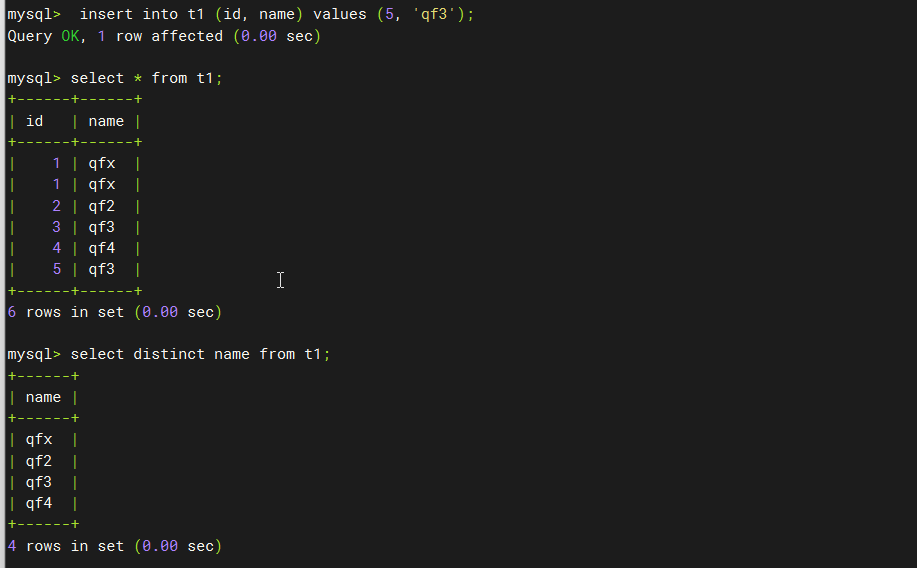 mysql>  insert into t1 (id, name) values (5, 'qf3');
Query OK, 1 row affected (0.00 sec)
mysql> select * from t1;
+------+------+
| id   | name |
+------+------+
|    1 | qfx  |
|    1 | qfx  |
|    2 | qf2  |
|    3 | qf3  |
|    4 | qf4  |
|    5 | qf3  |
+------+------+
6 rows in set (0.00 sec)
mysql> select distinct name from t1;
+------+
| name |
+------+
| qfx  |
| qf2  |
| qf3  |
| qf4  |
+------+
4 rows in set (0.00 sec)